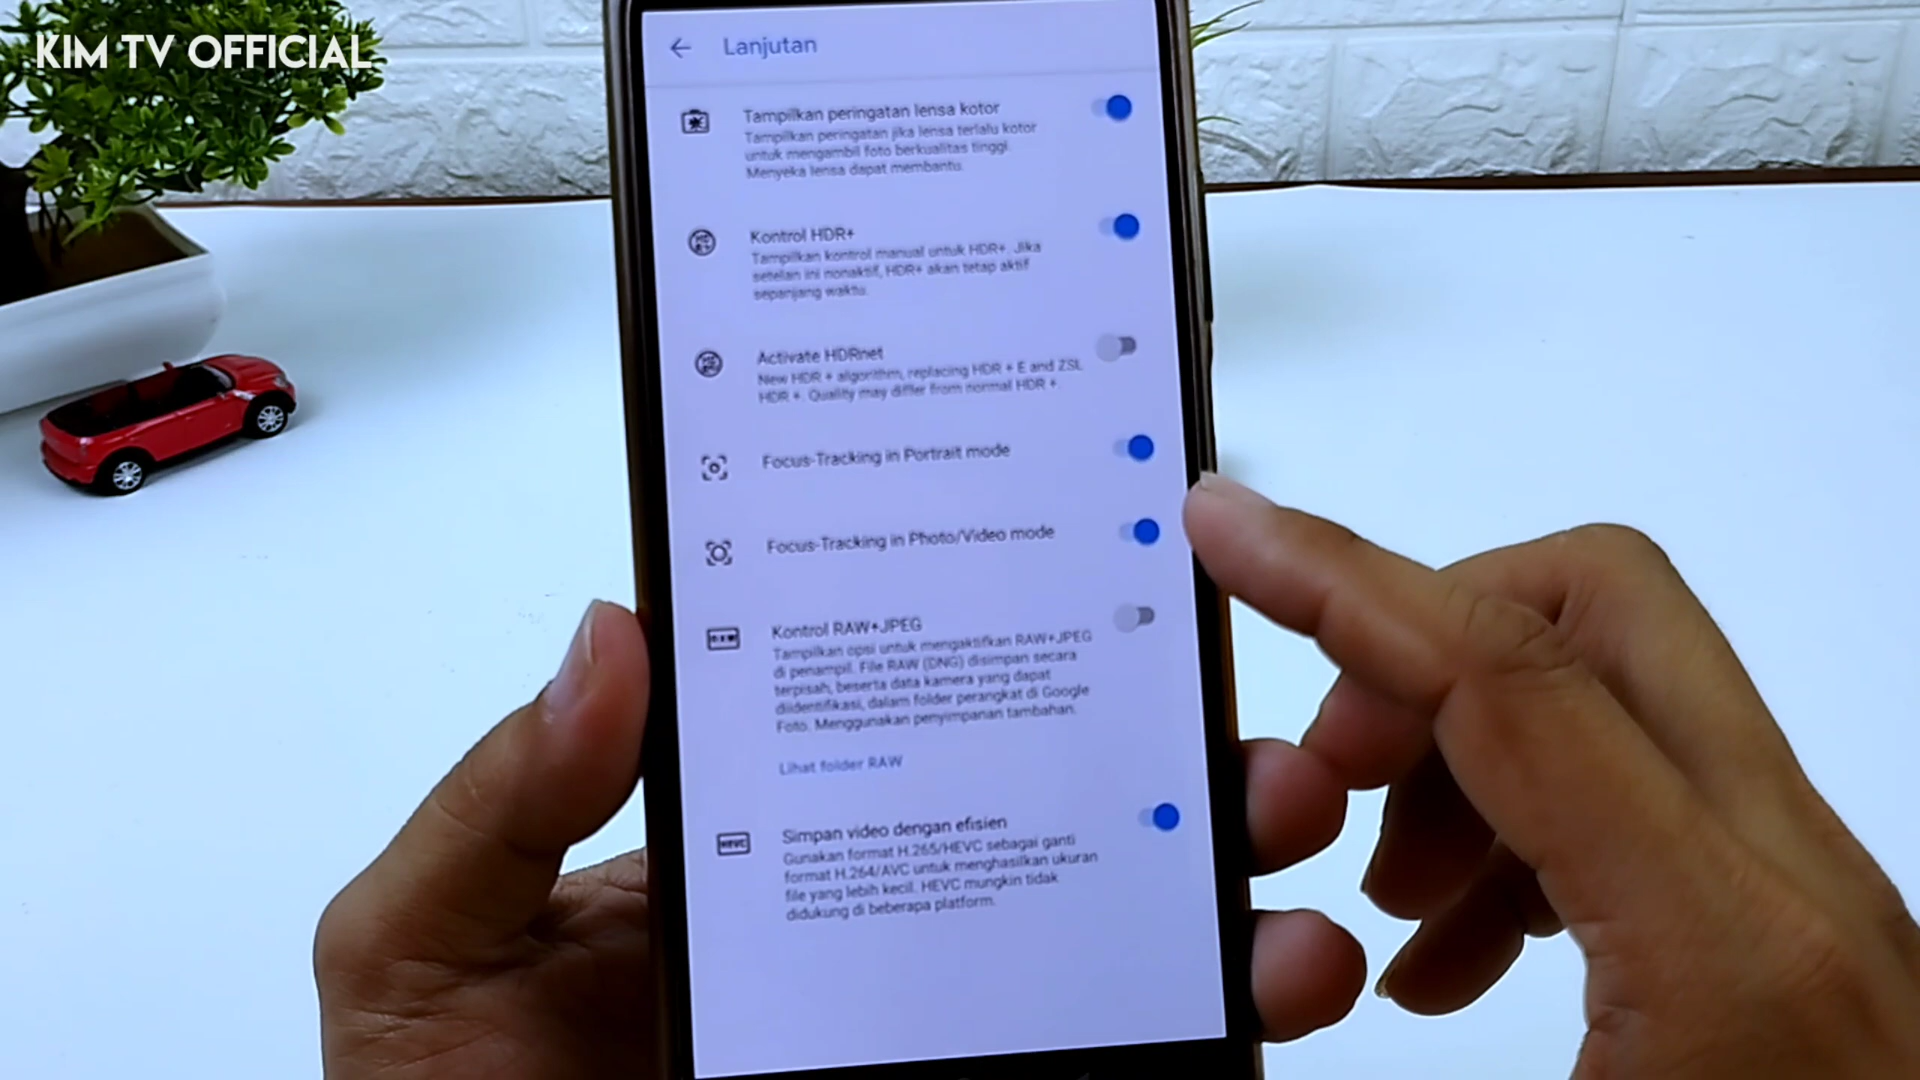 KIM TV OFFICIAL
Lanjutan
Tampilkan peringatan lensa kotor
Tampilkan peringatan jika lensa terlalu kotor
untuk mengambil foto berkualitas tinggi.
Menyeka lensa dapat membantu.
Kontrol HDR+
Tampilkan kontrol manual untuk HDR+. Jika
setelan ini nonaktif, HDR+ akan tetap aktif
sepanjang waktu.
Activate HDRnet
New HDR + algorithm, replacing HDR + E and ZSL
HDR +. Quality may differ from normal HDR +.
Focus-Tracking in Portrait mode
Focus-Tracking in Photo/Video mode
RAW
Kontrol RAW+JPEG
Tampilkan opsi untuk mengaktifkan RAW+JPEG
di penampil. File RAW (DNG) disimpan secara
terpisah, beserta data kamera yang dapat
diidentifikasi, dalam folder perangkat di Google
Foto. Menggunakan penyimpanan tambahan.
Lihat folder RAW
HEVC
Simpan video dengan efisien
Gunakan format H.265/HEVC sebagai ganti
format H.264/AVC untuk menghasilkan ukuran
file yang lebih kecil. HEVC mungkin tidak
didukung di beberapa platform.